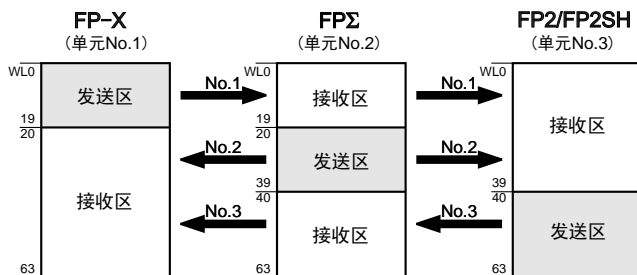 FP-X FPΣ FP2/FP2SH
(单元No.1) (单元No.2) (单元No.3)
WL0 WL0 WL0
发送区 No.1 接收区 No.1 接收区
19 19
20 20
No.2 发送区 No.2
接收区 39 39
40 40
No.3 接收区 No.3 发送区
63 63 63